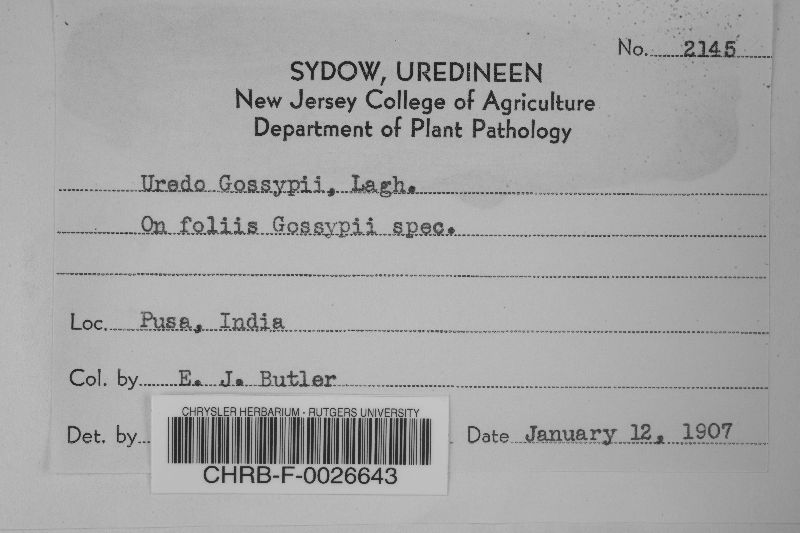 No. 2145
SYDOW, UREDINEEN
New Jersey College of Agriculture
Department of Plant Pathology
Uredo Gossypii, Lagh.
On foliis Gossypii spec.
Loc. Pusa, India
Col. by E. J. Butler
Det. by
Date January 12, 1907
CHRYSLER HERBARIUM - RUTGERS UNIVERSITY
CHRB-F-0026643